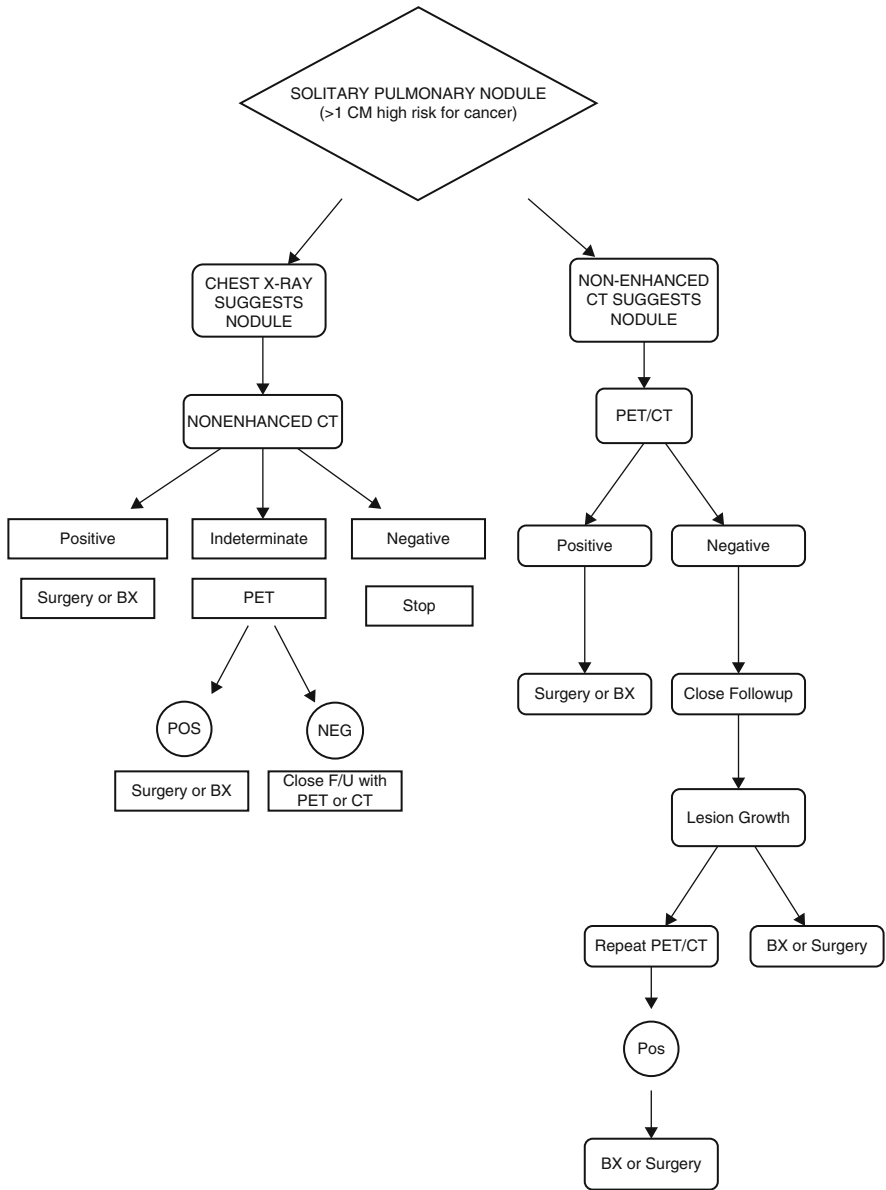 SOLITARY PULMONARY NODULE
(>1 CM high risk for cancer)
CHEST X-RAY
SUGGESTS
NODULE
NON-ENHANCED
CT SUGGESTS
NODULE
NONENHANCED CT
PET/CT
Positive
Indeterminate
Negative
Positive
Negative
Surgery or BX
PET
Stop
Surgery or BX
Close Followup
POS
NEG
Surgery or BX
Close F/U with
PET or CT
Lesion Growth
Repeat PET/CT
BX or Surgery
Pos
BX or Surgery